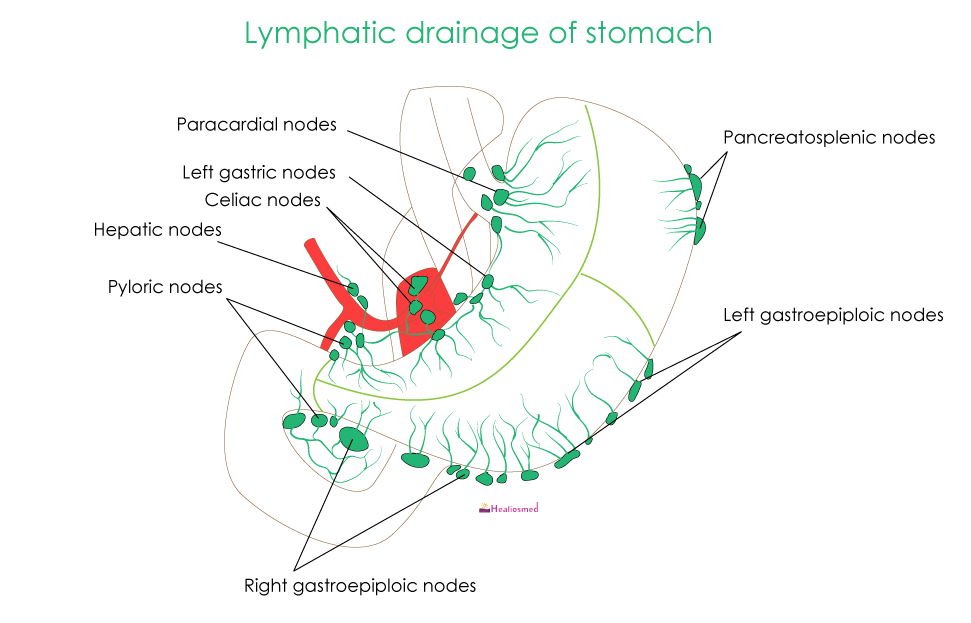 Lymphatic drainage of stomach
Paracardial nodes
Pancreatosplenic nodes
Left gastric nodes
Celiac nodes
Hepatic nodes
Pyloric nodes
Left gastroepiploic nodes
Healiosmed
Right gastroepiploic nodes